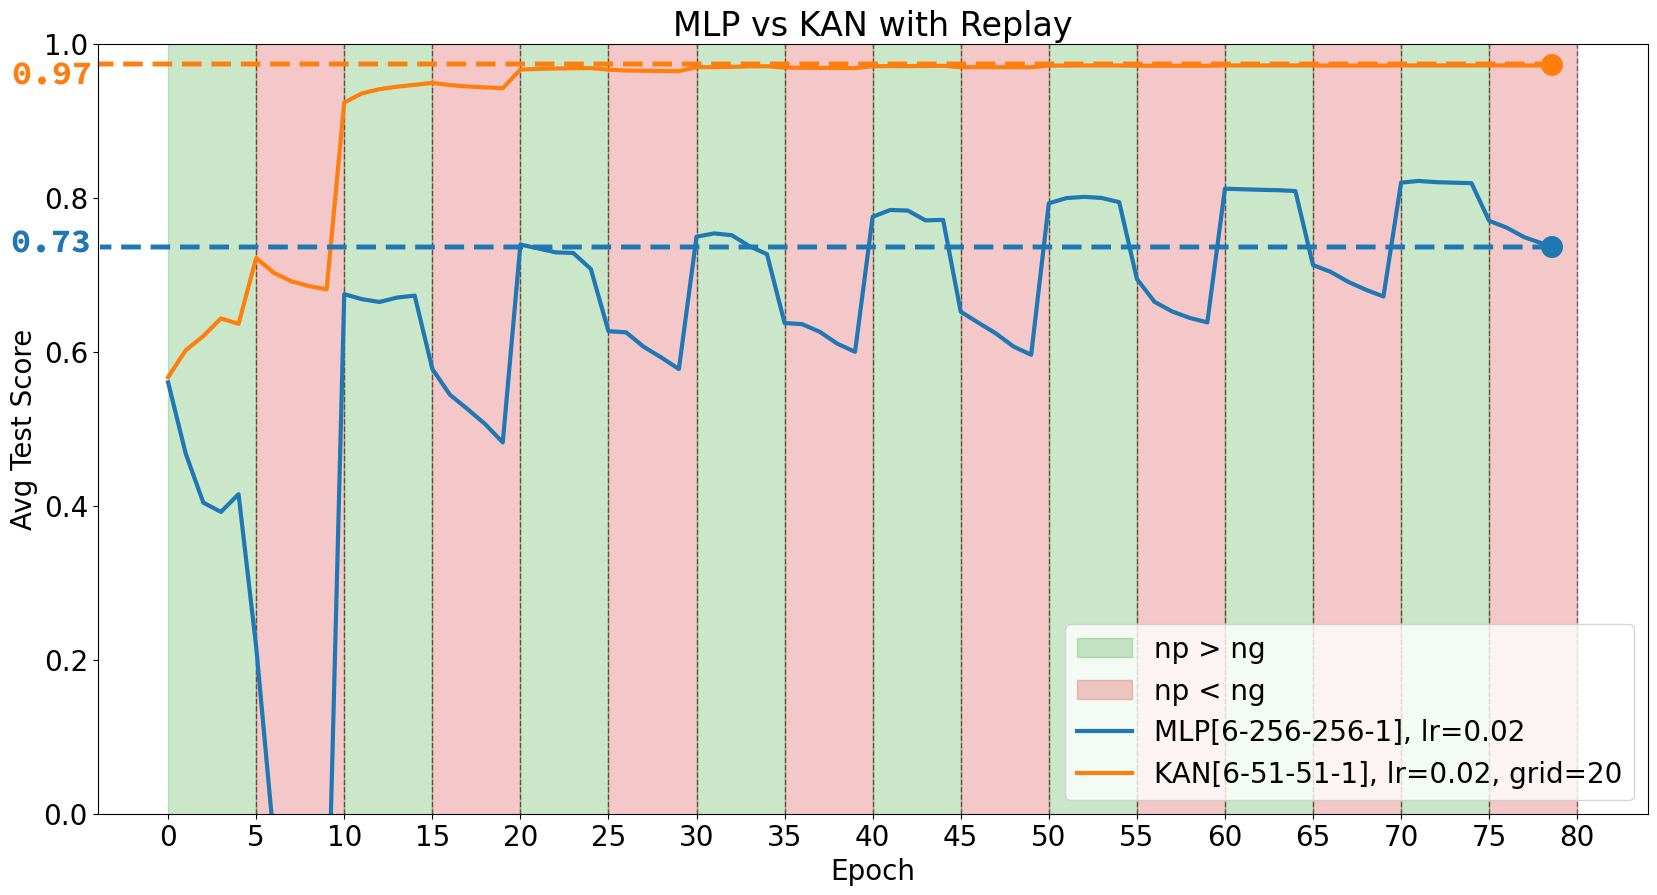 MLP vs KAN with Replay
Avg Test Score
1.0
0.97
0.8
0.73
0.6
0.4
0.2
0.0
np > ng
np < ng
MLP[6-256-256-1], lr=0.02
KAN[6-51-51-1], lr=0.02, grid=20
0 5 10 15 20 25 30 35 40 45 50 55 60 65 70 75 80
Epoch